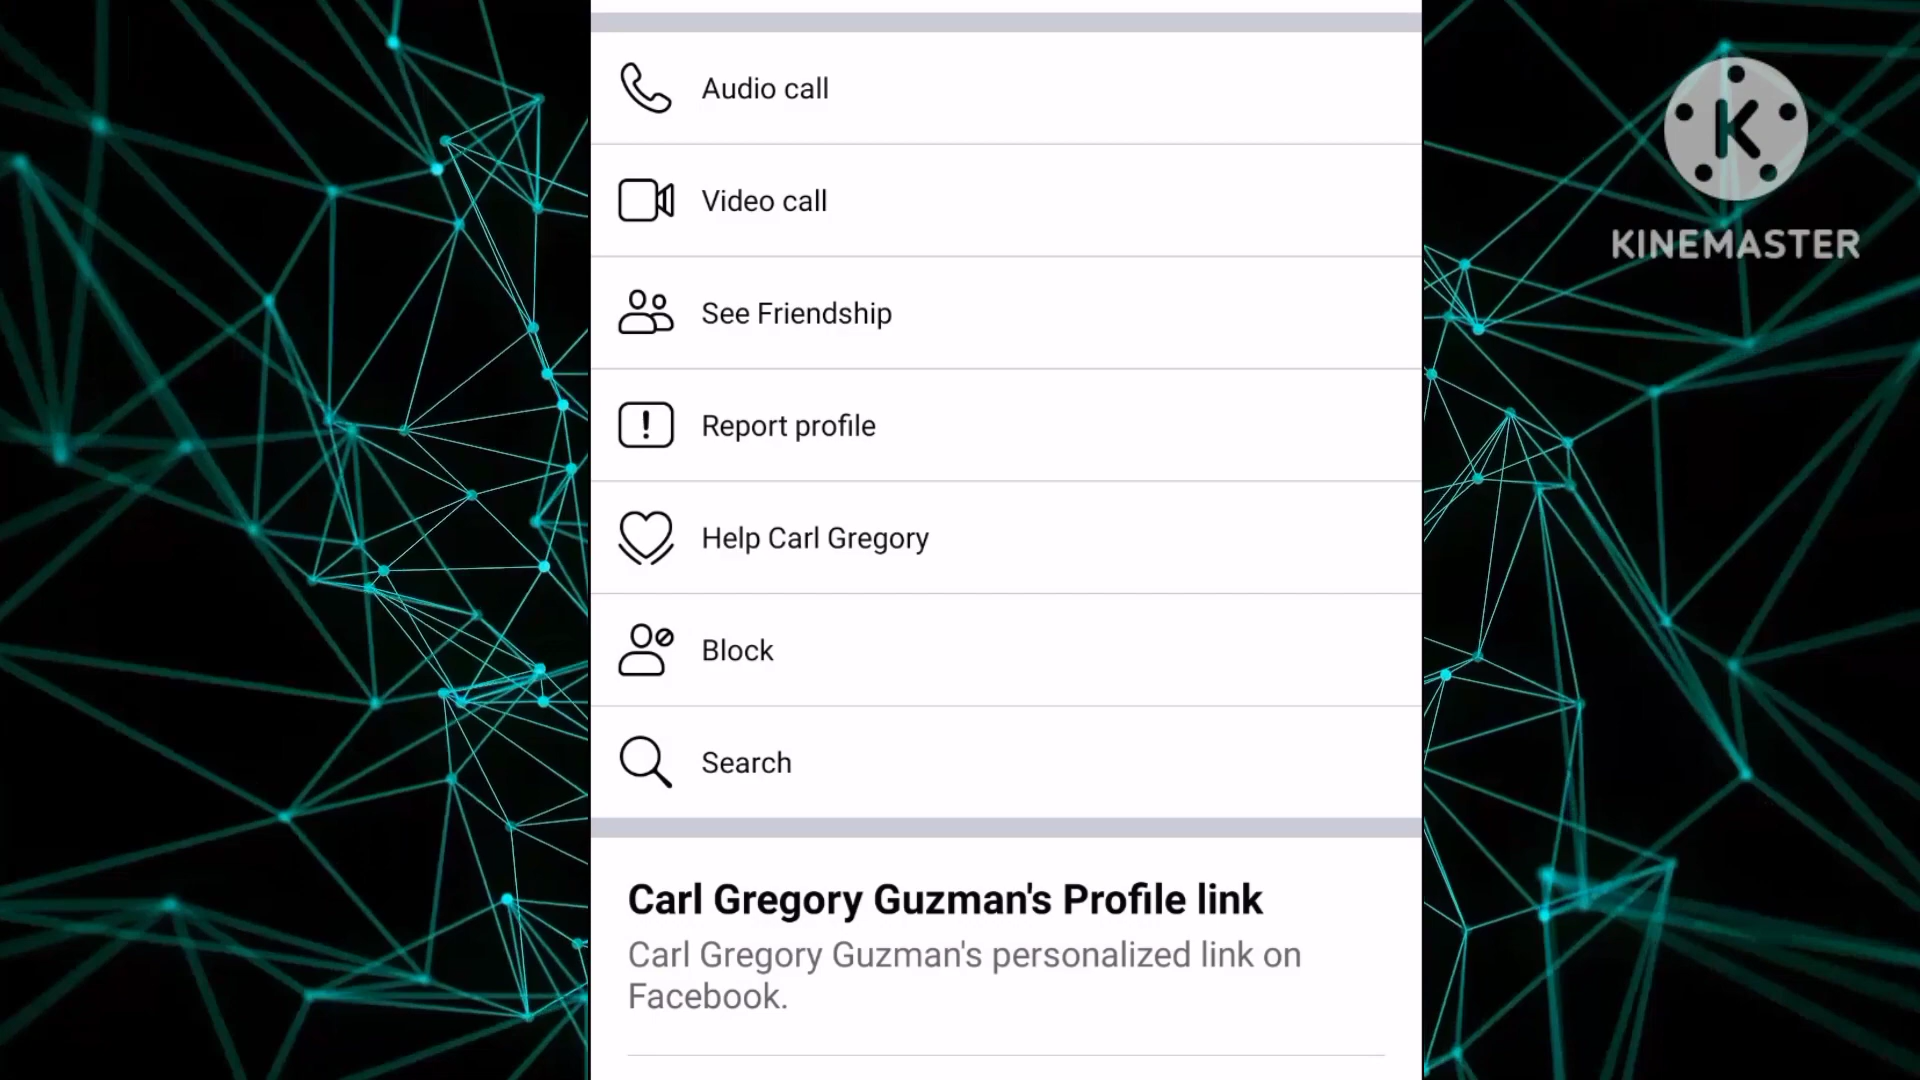 Audio call
Video call
See Friendship
Report profile
Help Carl Gregory
Block
Search
Carl Gregory Guzman's Profile link
Carl Gregory Guzman's personalized link on
Facebook.
K
KINEMASTER